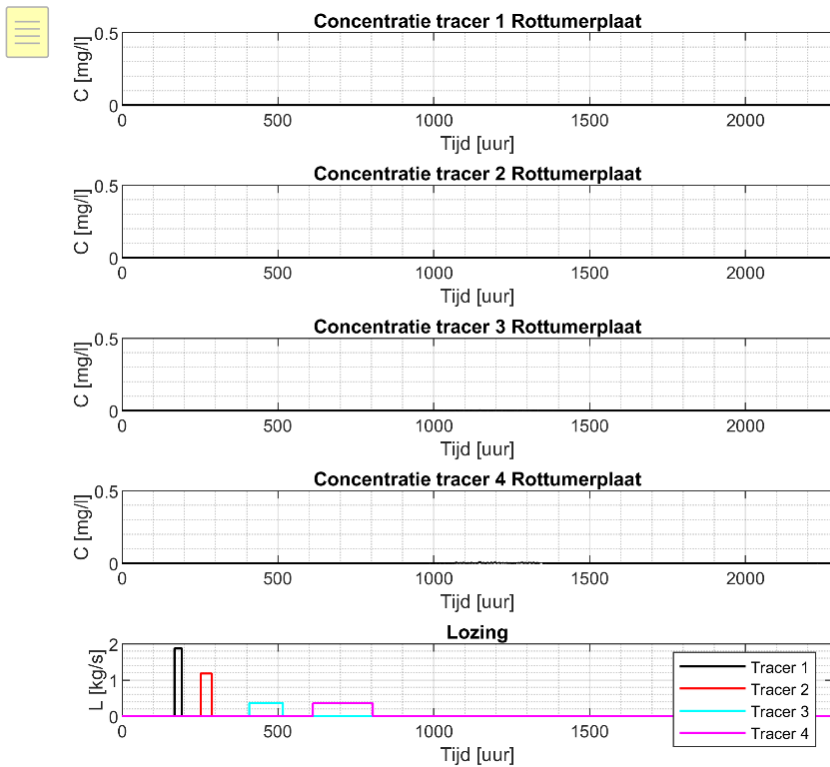 Concentratie tracer 1 Rottumerplaat
0.5
C [mg/l]
0
0 500 1000 1500 2000
Tijd [uur]
Concentratie tracer 2 Rottumerplaat
0.5
C [mg/l]
0
0 500 1000 1500 2000
Tijd [uur]
Concentratie tracer 3 Rottumerplaat
0.5
C [mg/l]
0
0 500 1000 1500 2000
Tijd [uur]
Concentratie tracer 4 Rottumerplaat
0.5
C [mg/l]
0
0 500 1000 1500 2000
Tijd [uur]
Lozing
2
L [kg/s]
1
0
Tracer 1
Tracer 2
Tracer 3
Tracer 4
0 500 1000 1500 2000
Tijd [uur]